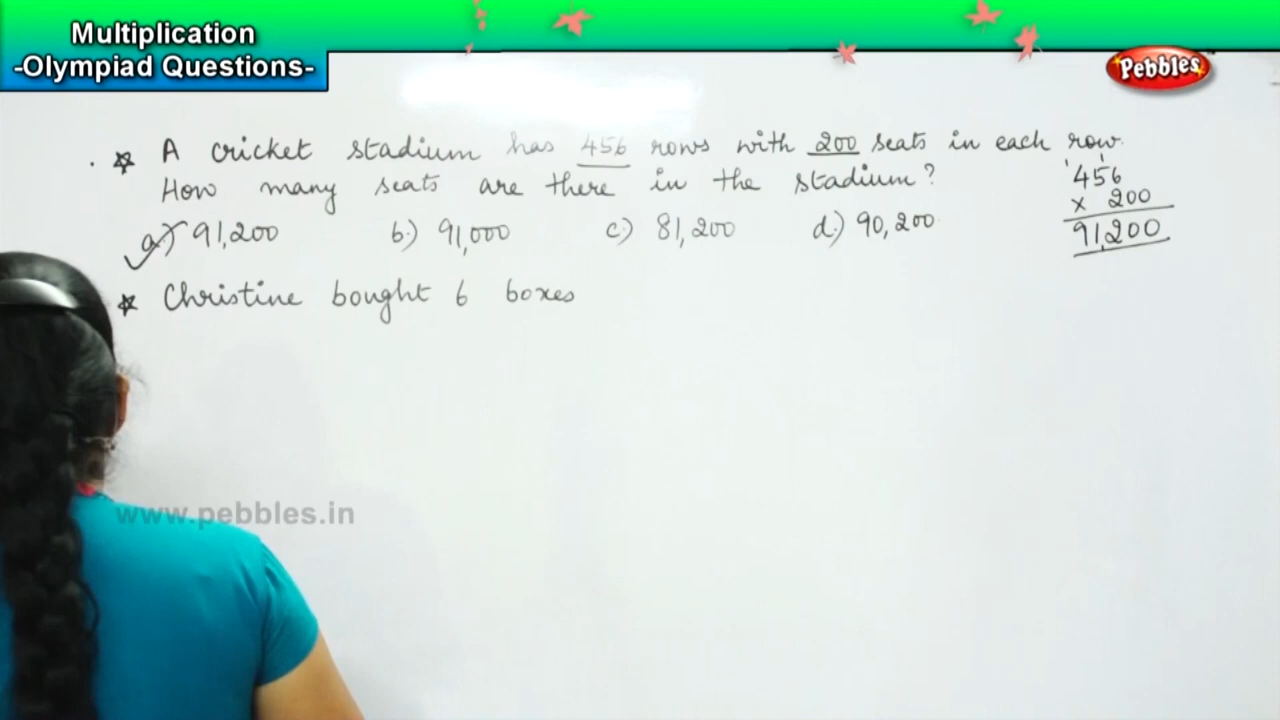 Multiplication
-Olympiad Questions-
Pebbles
☆ A cricket stadium has 456 rows with 200 seats in each row.
How many seats are there in the stadium?
a) 91,200 b.) 91,000 c.) 81,200 d.) 90,200
1 1
456
x 200
91,200
☆ Christine bought 6 boxes
www.pebbles.in